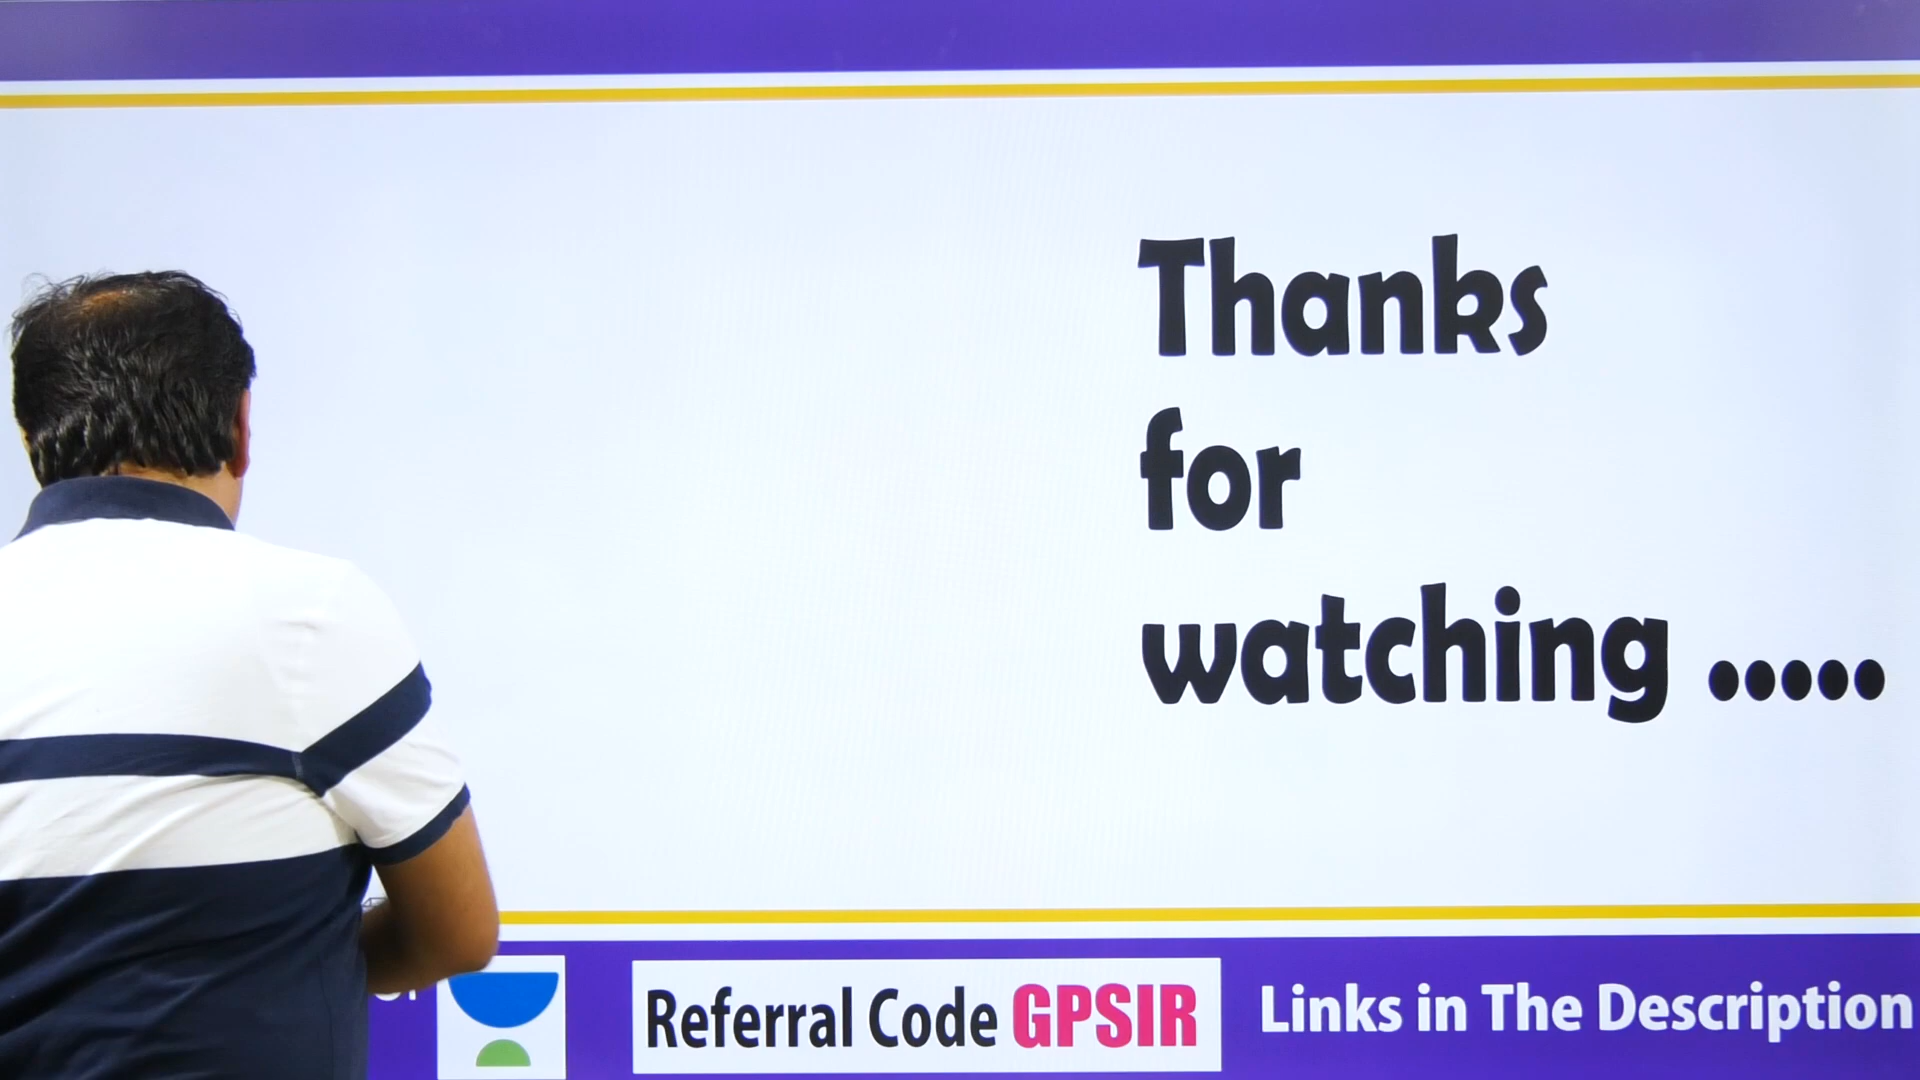 Thanks
for
watching .....
Referral Code GPSIR
Links in The Description